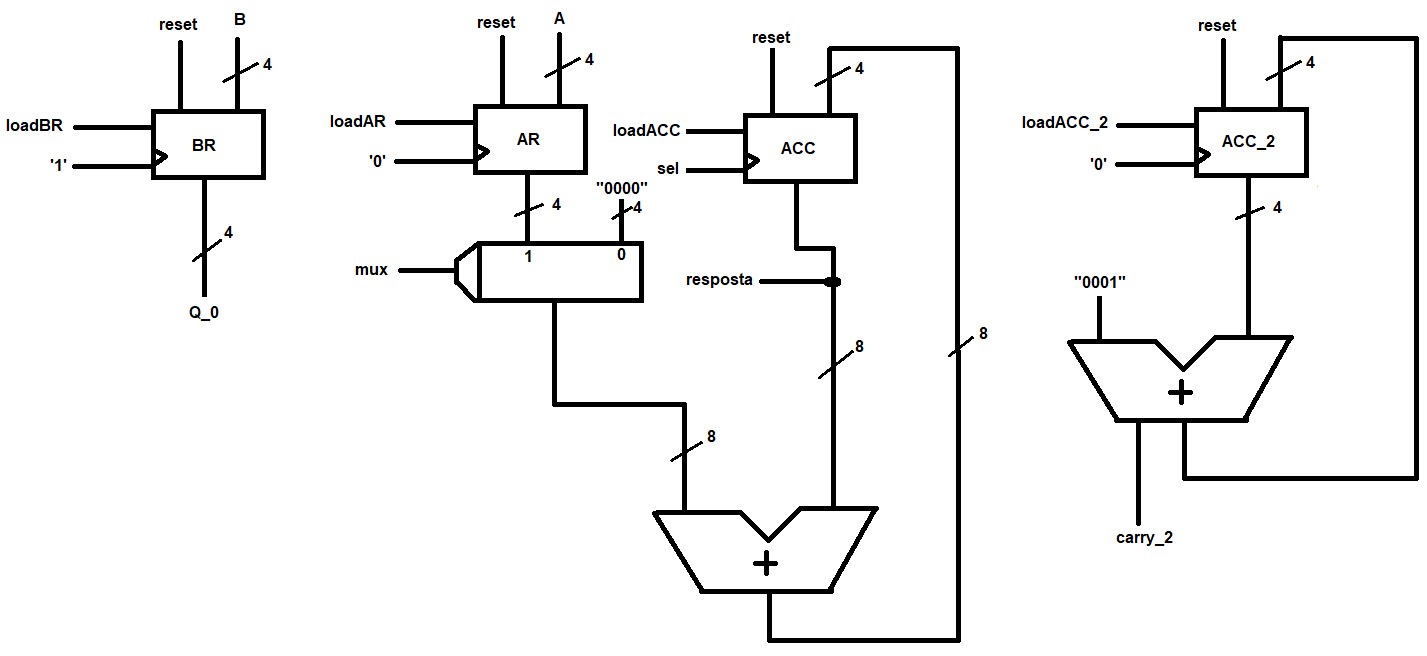 reset
B
4
loadBR
'1'
BR
4
Q_0
reset
A
4
loadAR
'0'
AR
4
"0000"
4
mux
1
0
8
reset
4
loadACC
sel
ACC
resposta
8
8
+
reset
4
loadACC_2
'0'
ACC_2
4
"0001"
+
carry_2